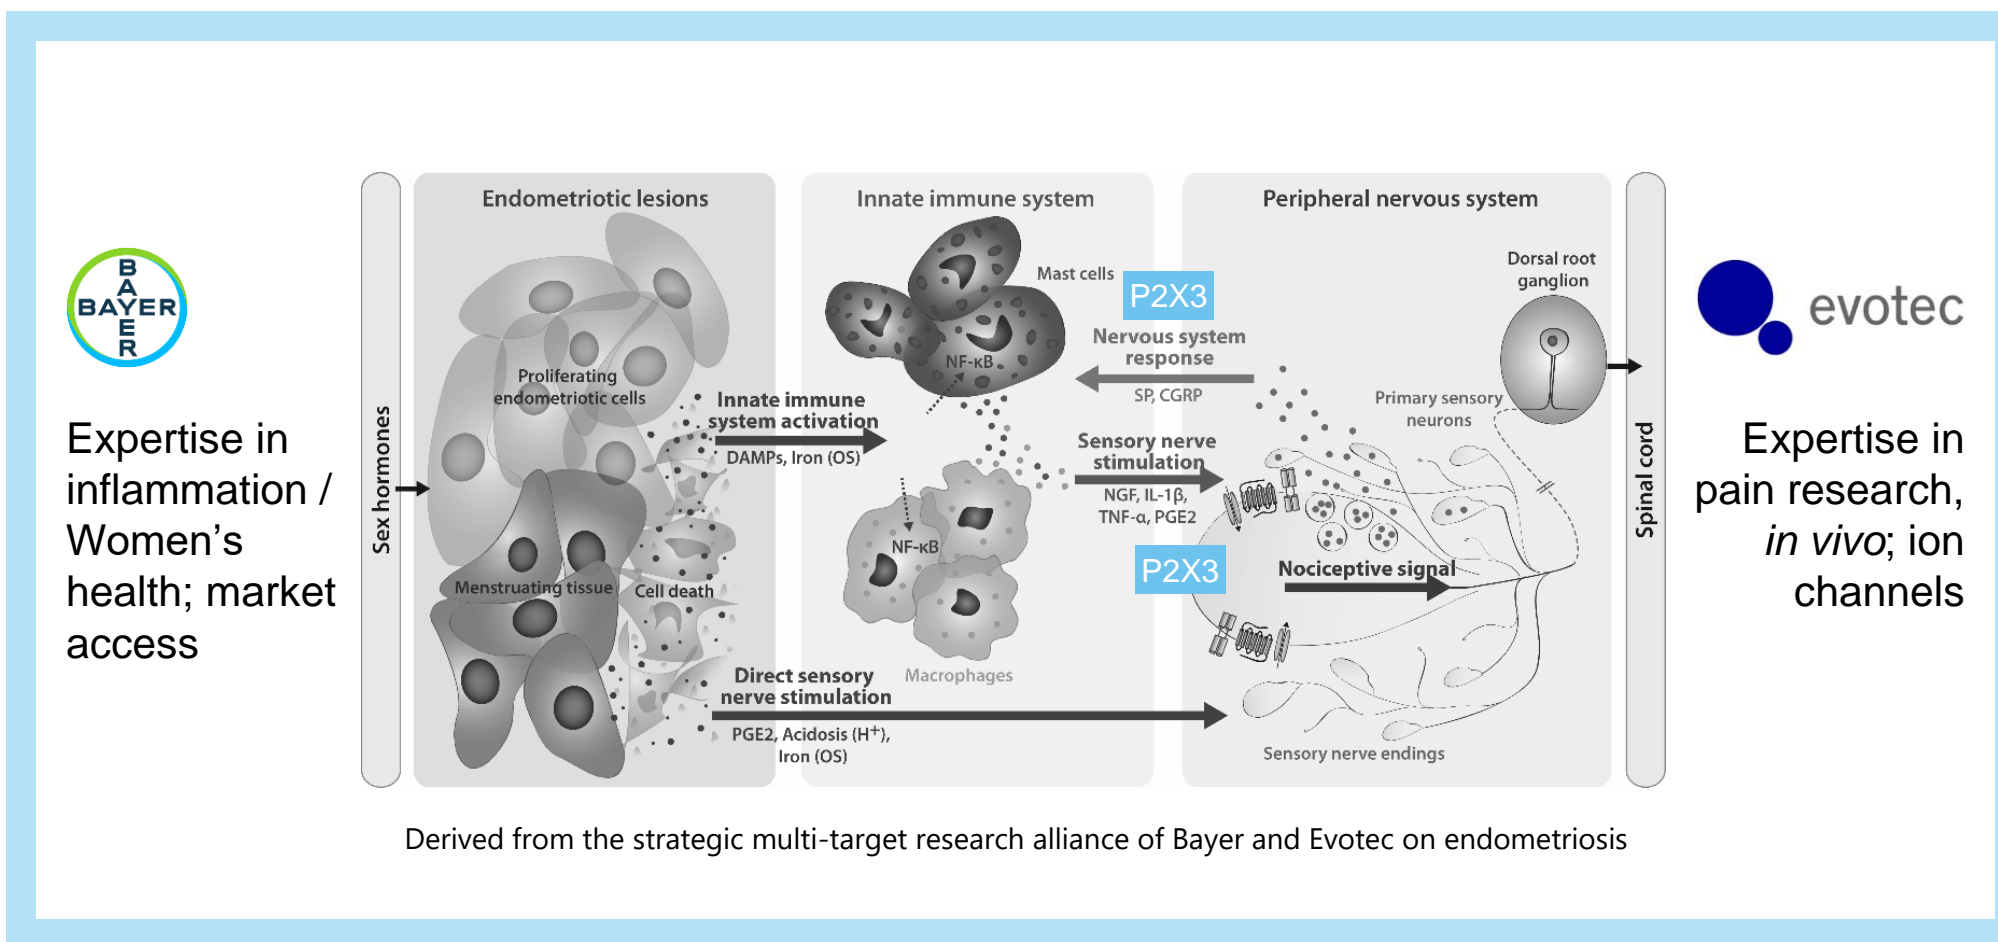 BAYER
BAYER
Expertise in
inflammation /
Women’s
health; market
access
Sex hormones
Endometriotic lesions
Proliferating
endometriotic cells
Menstruating tissue
Cell death
Innate immune
system activation
DAMPs, Iron (OS)
Direct sensory
nerve stimulation
PGE2, Acidosis (H⁺),
Iron (OS)
Innate immune system
Mast cells
NF-κB
NF-κB
Macrophages
P2X3
Nervous system
response
SP, CGRP
Sensory nerve
stimulation
NGF, IL-1β,
TNF-α, PGE2
P2X3
Peripheral nervous system
Dorsal root
ganglion
Primary sensory
neurons
Nociceptive signal
Sensory nerve endings
Spinal cord
evotec
Expertise in
pain research,
in vivo; ion
channels
Derived from the strategic multi-target research alliance of Bayer and Evotec on endometriosis